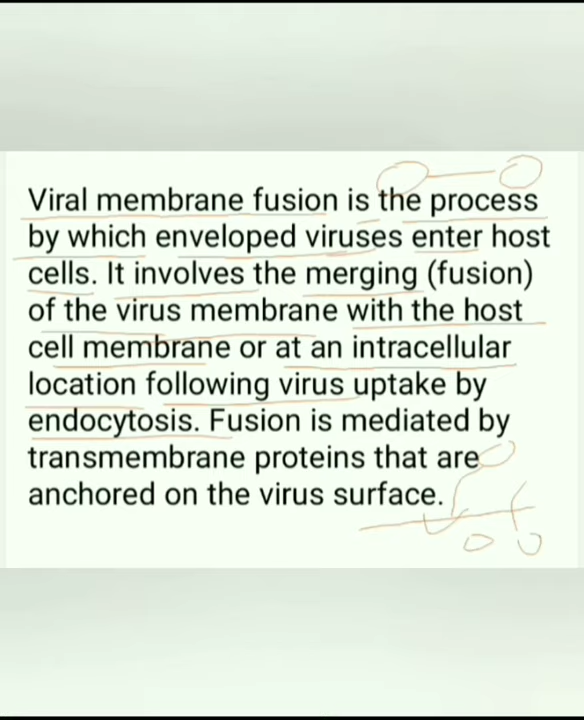 Viral membrane fusion is the process
by which enveloped viruses enter host
cells. It involves the merging (fusion)
of the virus membrane with the host
cell membrane or at an intracellular
location following virus uptake by
endocytosis. Fusion is mediated by
transmembrane proteins that are
anchored on the virus surface.